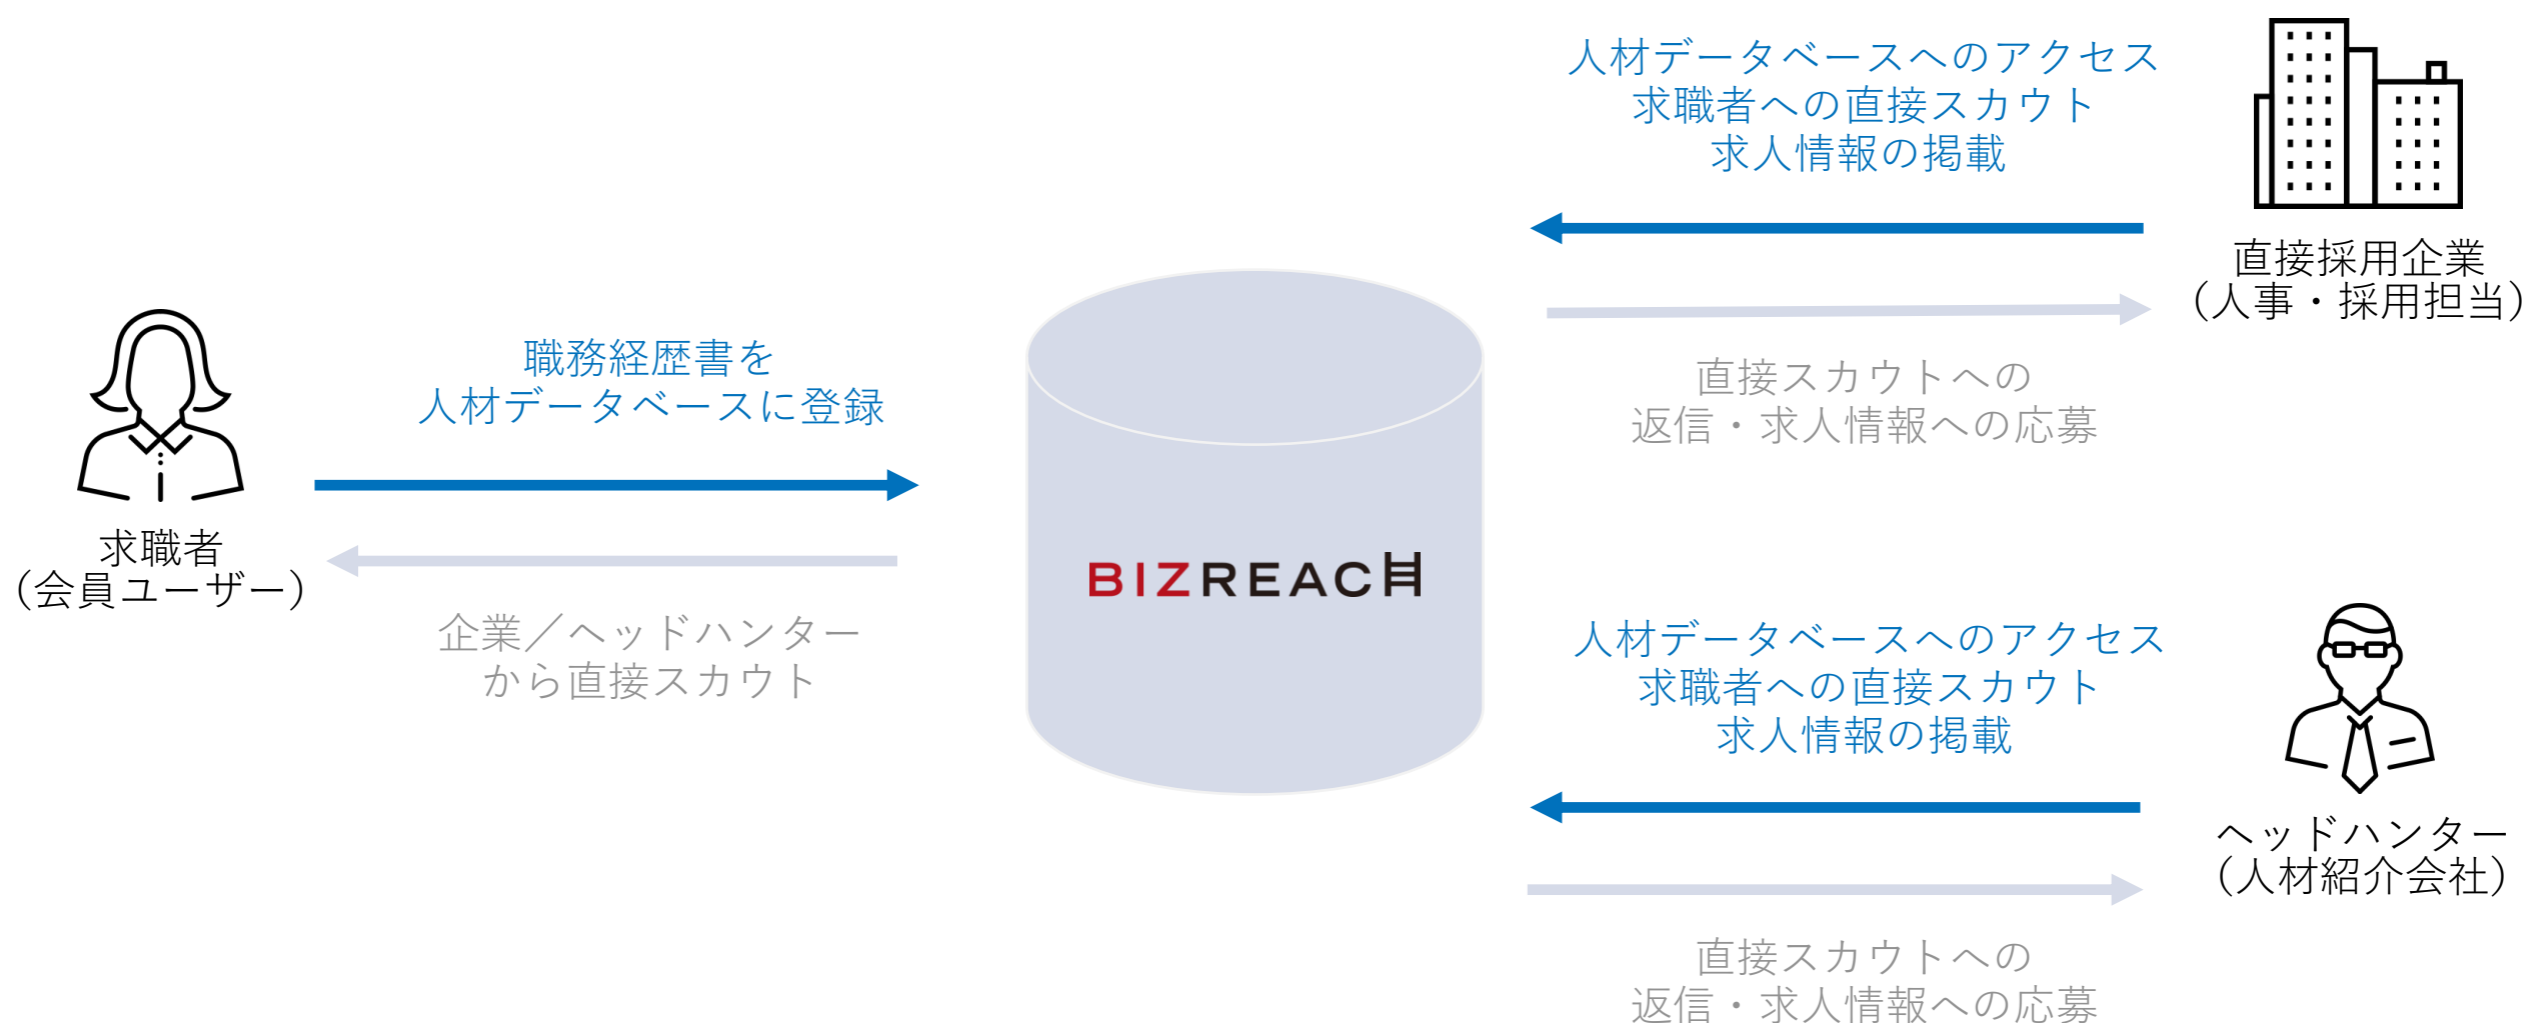 職務経歴書を
人材データベースに登録
求職者
（会員ユーザー）
企業／ヘッドハンター
から直接スカウト
BIZREACH
人材データベースへのアクセス
求職者への直接スカウト
求人情報の掲載
直接採用企業
（人事・採用担当）
直接スカウトへの
返信・求人情報への応募
人材データベースへのアクセス
求職者への直接スカウト
求人情報の掲載
ヘッドハンター
（人材紹介会社）
直接スカウトへの
返信・求人情報への応募